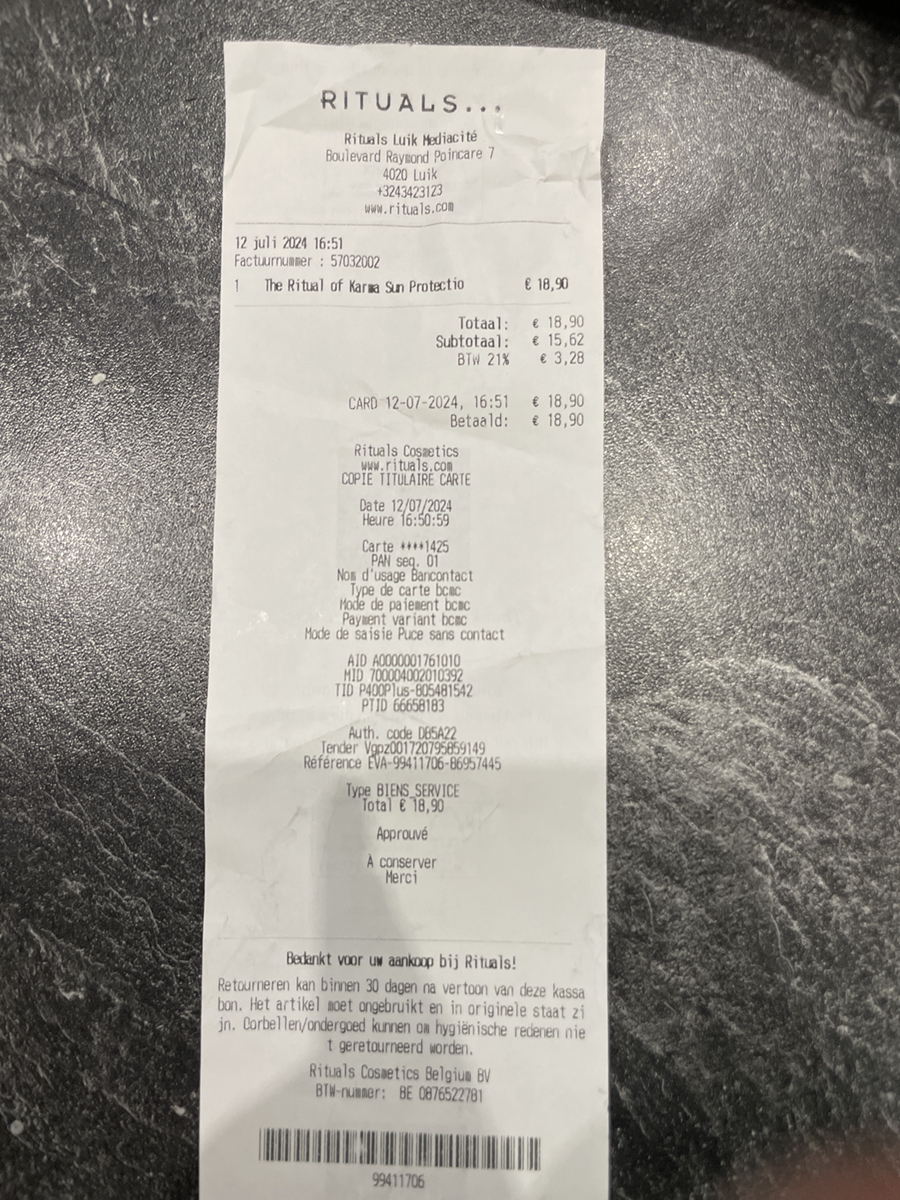 RITUALS...
Rituals Luik Mediacité
Boulevard Raymond Poincare 7
4020 Luik
+3243423123
www.rituals.com
12 juli 2024 16:51
Factuurnummer : 57032002
1 The Ritual of Karma Sun Protectio € 18,90
Totaal: € 18,90
Subtotaal: € 15,62
BTW 21% € 3,28
CARD 12-07-2024, 16:51 € 18,90
Betaald: € 18,90
Rituals Cosmetics
www.rituals.com
COPIE TITULAIRE CARTE
Date 12/07/2024
Heure 16:50:59
Carte ****1425
PAN seq. 01
Nom d'usage Bancontact
Type de carte bcmc
Mode de paiement bcmc
Payment variant bcmc
Mode de saisie Puce sans contact
AID A0000001761010
MID 700004002010392
TID P400Plus-805481542
PTID 66658183
Auth. code DB5A22
Tender Vgpz001720795859149
Référence EVA-99411706-86957445
Type BIENS_SERVICE
Total € 18,90
Approuvé
À conserver
Merci
Bedankt voor uw aankoop bij Rituals!
Retourneren kan binnen 30 dagen na vertoon van deze kassa
bon. Het artikel moet ongebruikt en in originele staat zi
jn. Oorbellen/ondergoed kunnen om hygiënische redenen nie
t geretourneerd worden.
Rituals Cosmetics Belgium BV
BTW-nummer: BE 0876522781
99411706